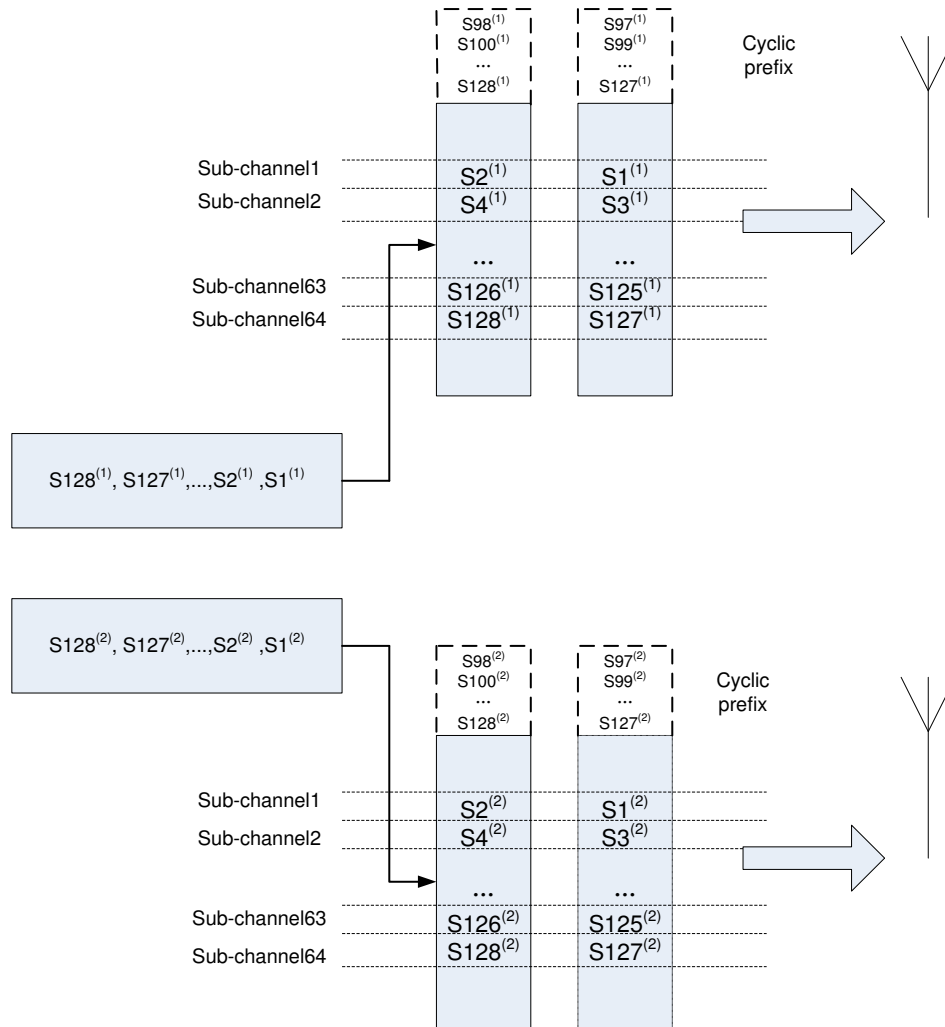 S98(1)
S100(1)
...
S128(1)
S97(1)
S99(1)
...
S127(1)
Cyclic
prefix
Sub-channel1
S2(1)
S1(1)
Sub-channel2
S4(1)
S3(1)
...
...
Sub-channel63
S126(1)
S125(1)
Sub-channel64
S128(1)
S127(1)
S128(1), S127(1),...,S2(1) ,S1(1)
S128(2), S127(2),...,S2(2) ,S1(2)
S98(2)
S100(2)
...
S128(2)
S97(2)
S99(2)
...
S127(2)
Cyclic
prefix
Sub-channel1
S2(2)
S1(2)
Sub-channel2
S4(2)
S3(2)
...
...
Sub-channel63
S126(2)
S125(2)
Sub-channel64
S128(2)
S127(2)